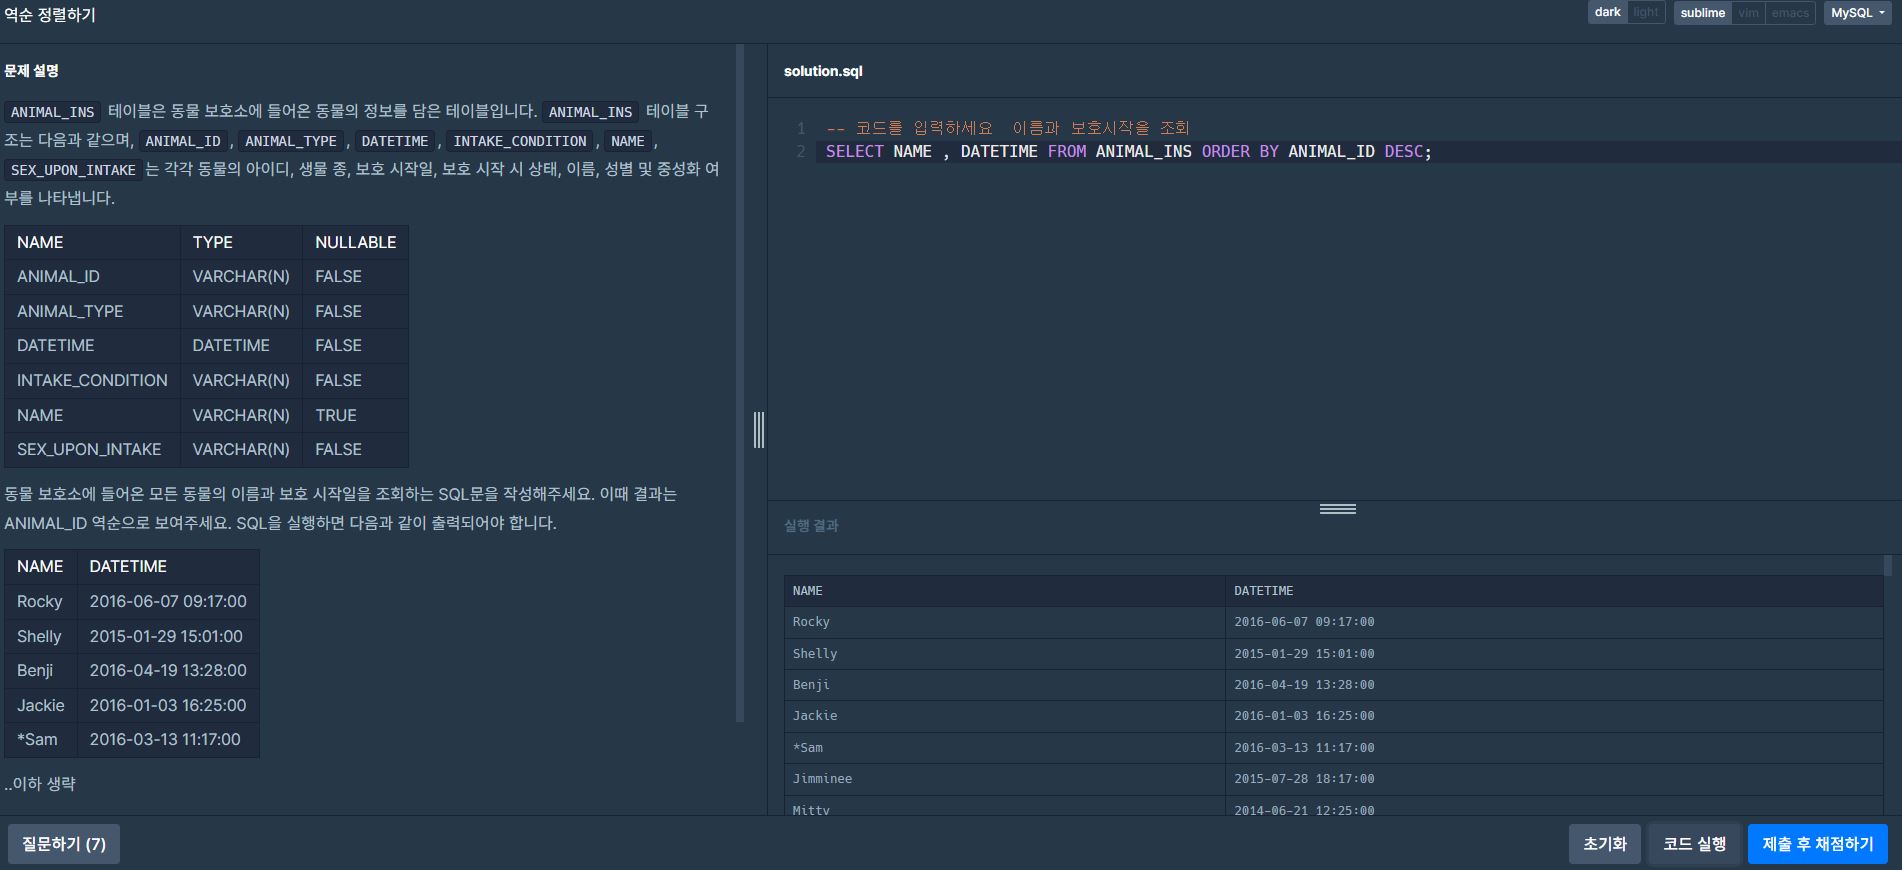 역순 정렬하기
dark light sublime vim emacs MySQL
문제 설명
ANIMAL_INS 테이블은 동물 보호소에 들어온 동물의 정보를 담은 테이블입니다. ANIMAL_INS 테이블 구
조는 다음과 같으며, ANIMAL_ID , ANIMAL_TYPE , DATETIME , INTAKE_CONDITION , NAME ,
SEX_UPON_INTAKE 는 각각 동물의 아이디, 생물 종, 보호 시작일, 보호 시작 시 상태, 이름, 성별 및 중성화 여
부를 나타냅니다.
NAME TYPE NULLABLE
ANIMAL_ID VARCHAR(N) FALSE
ANIMAL_TYPE VARCHAR(N) FALSE
DATETIME DATETIME FALSE
INTAKE_CONDITION VARCHAR(N) FALSE
NAME VARCHAR(N) TRUE
SEX_UPON_INTAKE VARCHAR(N) FALSE
동물 보호소에 들어온 모든 동물의 이름과 보호 시작일을 조회하는 SQL문을 작성해주세요. 이때 결과는
ANIMAL_ID 역순으로 보여주세요. SQL을 실행하면 다음과 같이 출력되어야 합니다.
NAME DATETIME
Rocky 2016-06-07 09:17:00
Shelly 2015-01-29 15:01:00
Benji 2016-04-19 13:28:00
Jackie 2016-01-03 16:25:00
*Sam 2016-03-13 11:17:00
..이하 생략
solution.sql
1 -- 코드를 입력하세요 이름과 보호시작을 조회
2 SELECT NAME , DATETIME FROM ANIMAL_INS ORDER BY ANIMAL_ID DESC;
실행 결과
NAME DATETIME
Rocky 2016-06-07 09:17:00
Shelly 2015-01-29 15:01:00
Benji 2016-04-19 13:28:00
Jackie 2016-01-03 16:25:00
*Sam 2016-03-13 11:17:00
Jimminee 2015-07-28 18:17:00
Mitty 2014-06-21 12:25:00
질문하기 (7)
초기화 코드 실행 제출 후 채점하기